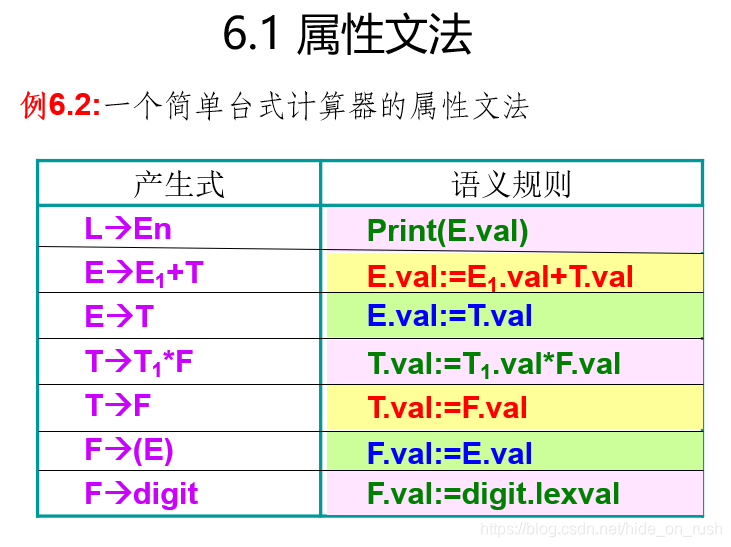 6.1 属性文法
例6.2:一个简单台式计算器的属性文法
产生式 语义规则
L→En Print(E.val)
E→E₁+T E.val:=E₁.val+T.val
E→T E.val:=T.val
T→T₁*F T.val:=T₁.val*F.val
T→F T.val:=F.val
F→(E) F.val:=E.val
F→digit F.val:=digit.lexval
https://blog.csdn.net/hide_on_rush